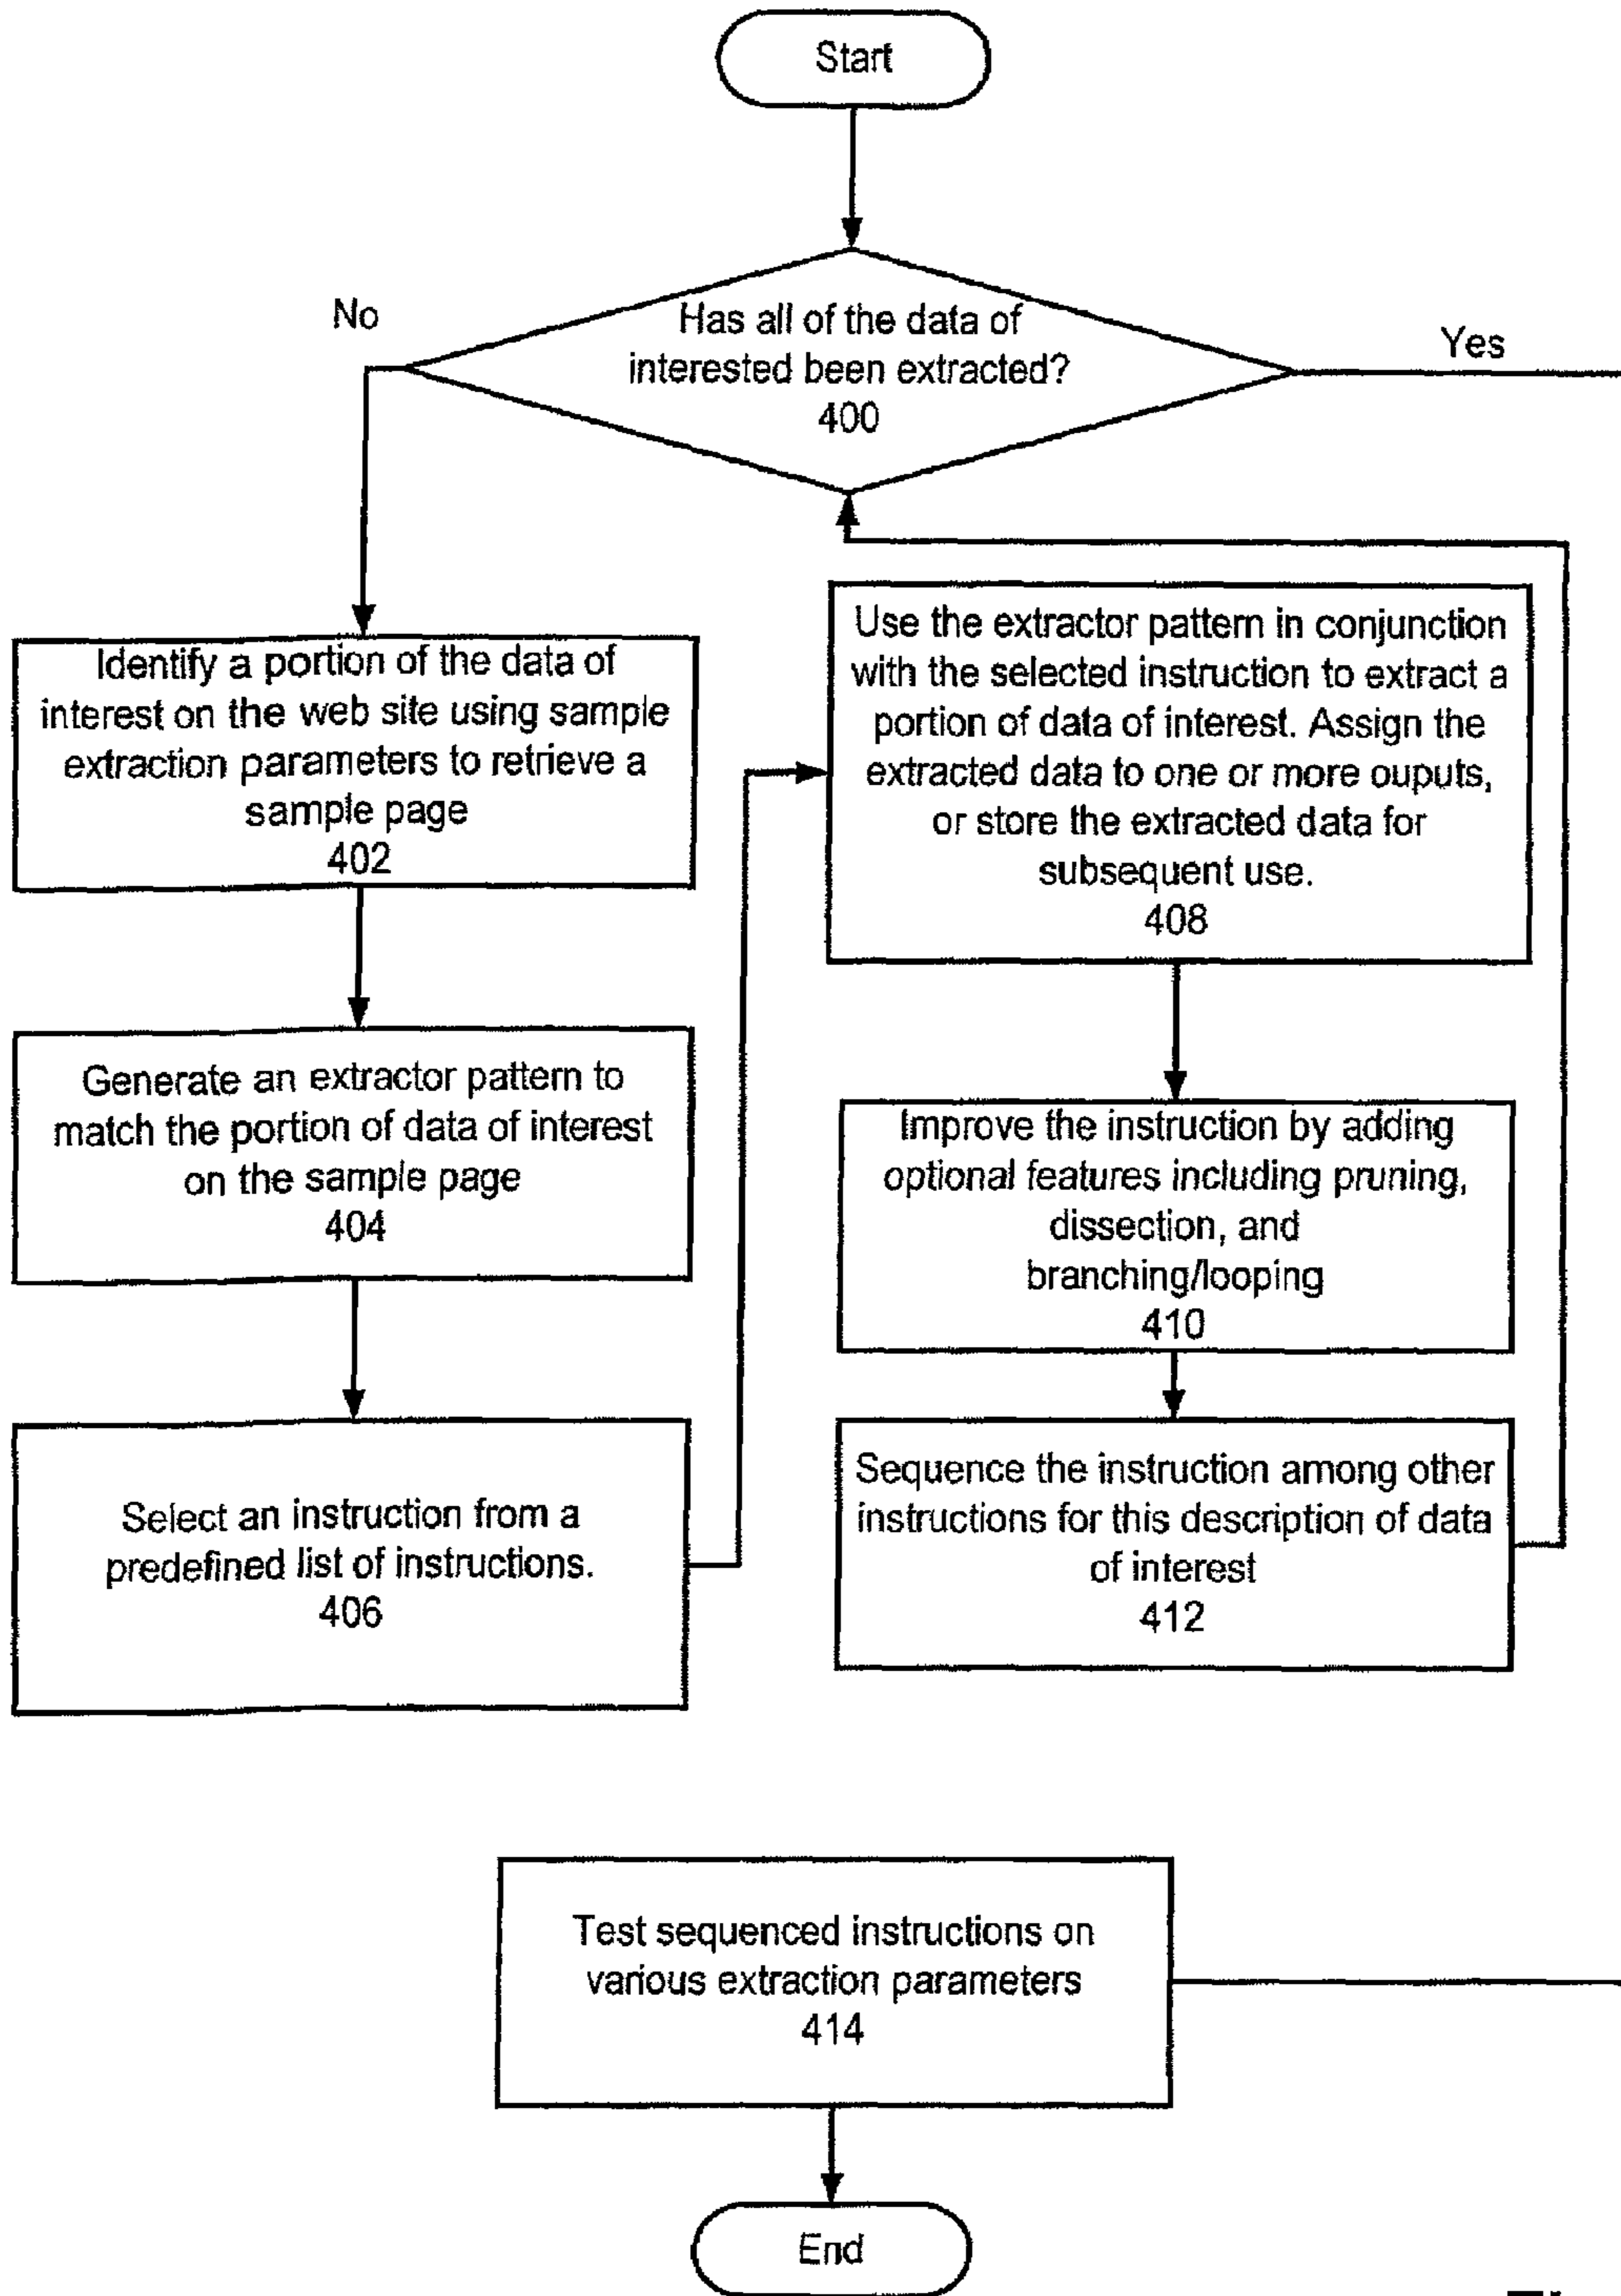 Start
No
Has all of the data of
interested been extracted?
400
Yes
Identify a portion of the data of
interest on the web site using sample
extraction parameters to retrieve a
sample page
402
Generate an extractor pattern to
match the portion of data of interest
on the sample page
404
Select an instruction from a
predefined list of instructions.
406
Use the extractor pattern in conjunction
with the selected instruction to extract a
portion of data of interest. Assign the
extracted data to one or more ouputs,
or store the extracted data for
subsequent use.
408
Improve the instruction by adding
optional features including pruning,
dissection, and
branching/looping
410
Sequence the instruction among other
instructions for this description of data
of interest
412
Test sequenced instructions on
various extraction parameters
414
End